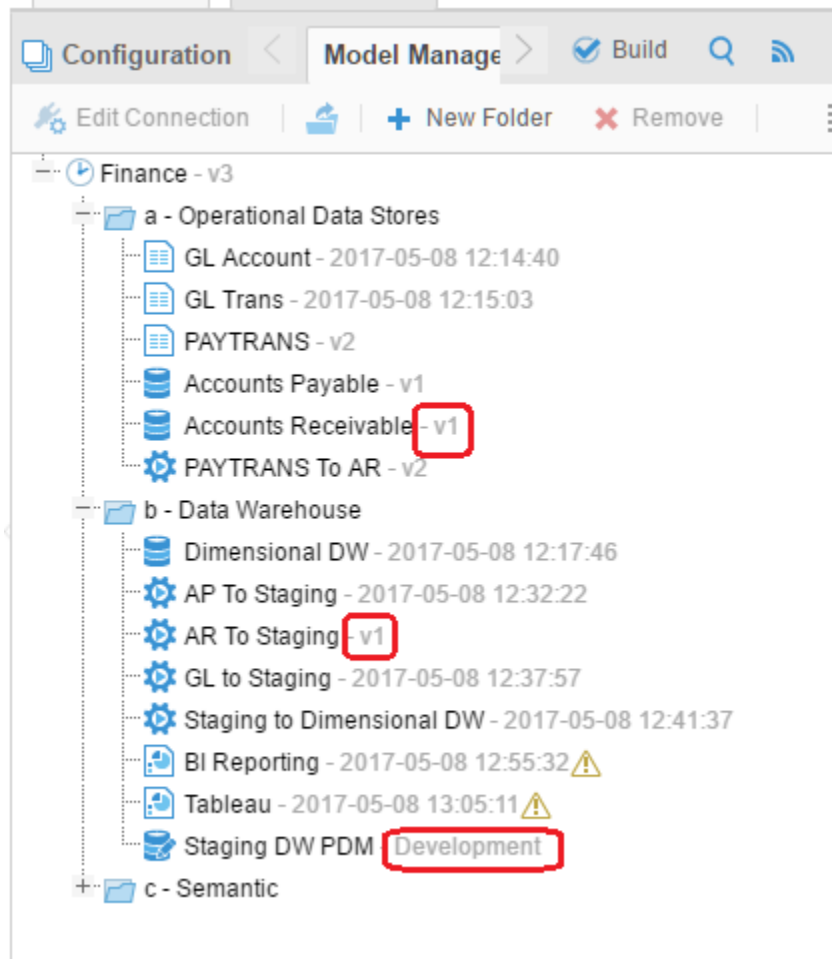 Configuration Model Manage Build
Edit Connection New Folder Remove
Finance - v3
a - Operational Data Stores
GL Account - 2017-05-08 12:14:40
GL Trans - 2017-05-08 12:15:03
PAYTRANS - v2
Accounts Payable - v1
Accounts Receivable - v1
PAYTRANS To AR - v2
b - Data Warehouse
Dimensional DW - 2017-05-08 12:17:46
AP To Staging - 2017-05-08 12:32:22
AR To Staging - v1
GL to Staging - 2017-05-08 12:37:57
Staging to Dimensional DW - 2017-05-08 12:41:37
BI Reporting - 2017-05-08 12:55:32
Tableau - 2017-05-08 13:05:11
Staging DW PDM - Development
c - Semantic